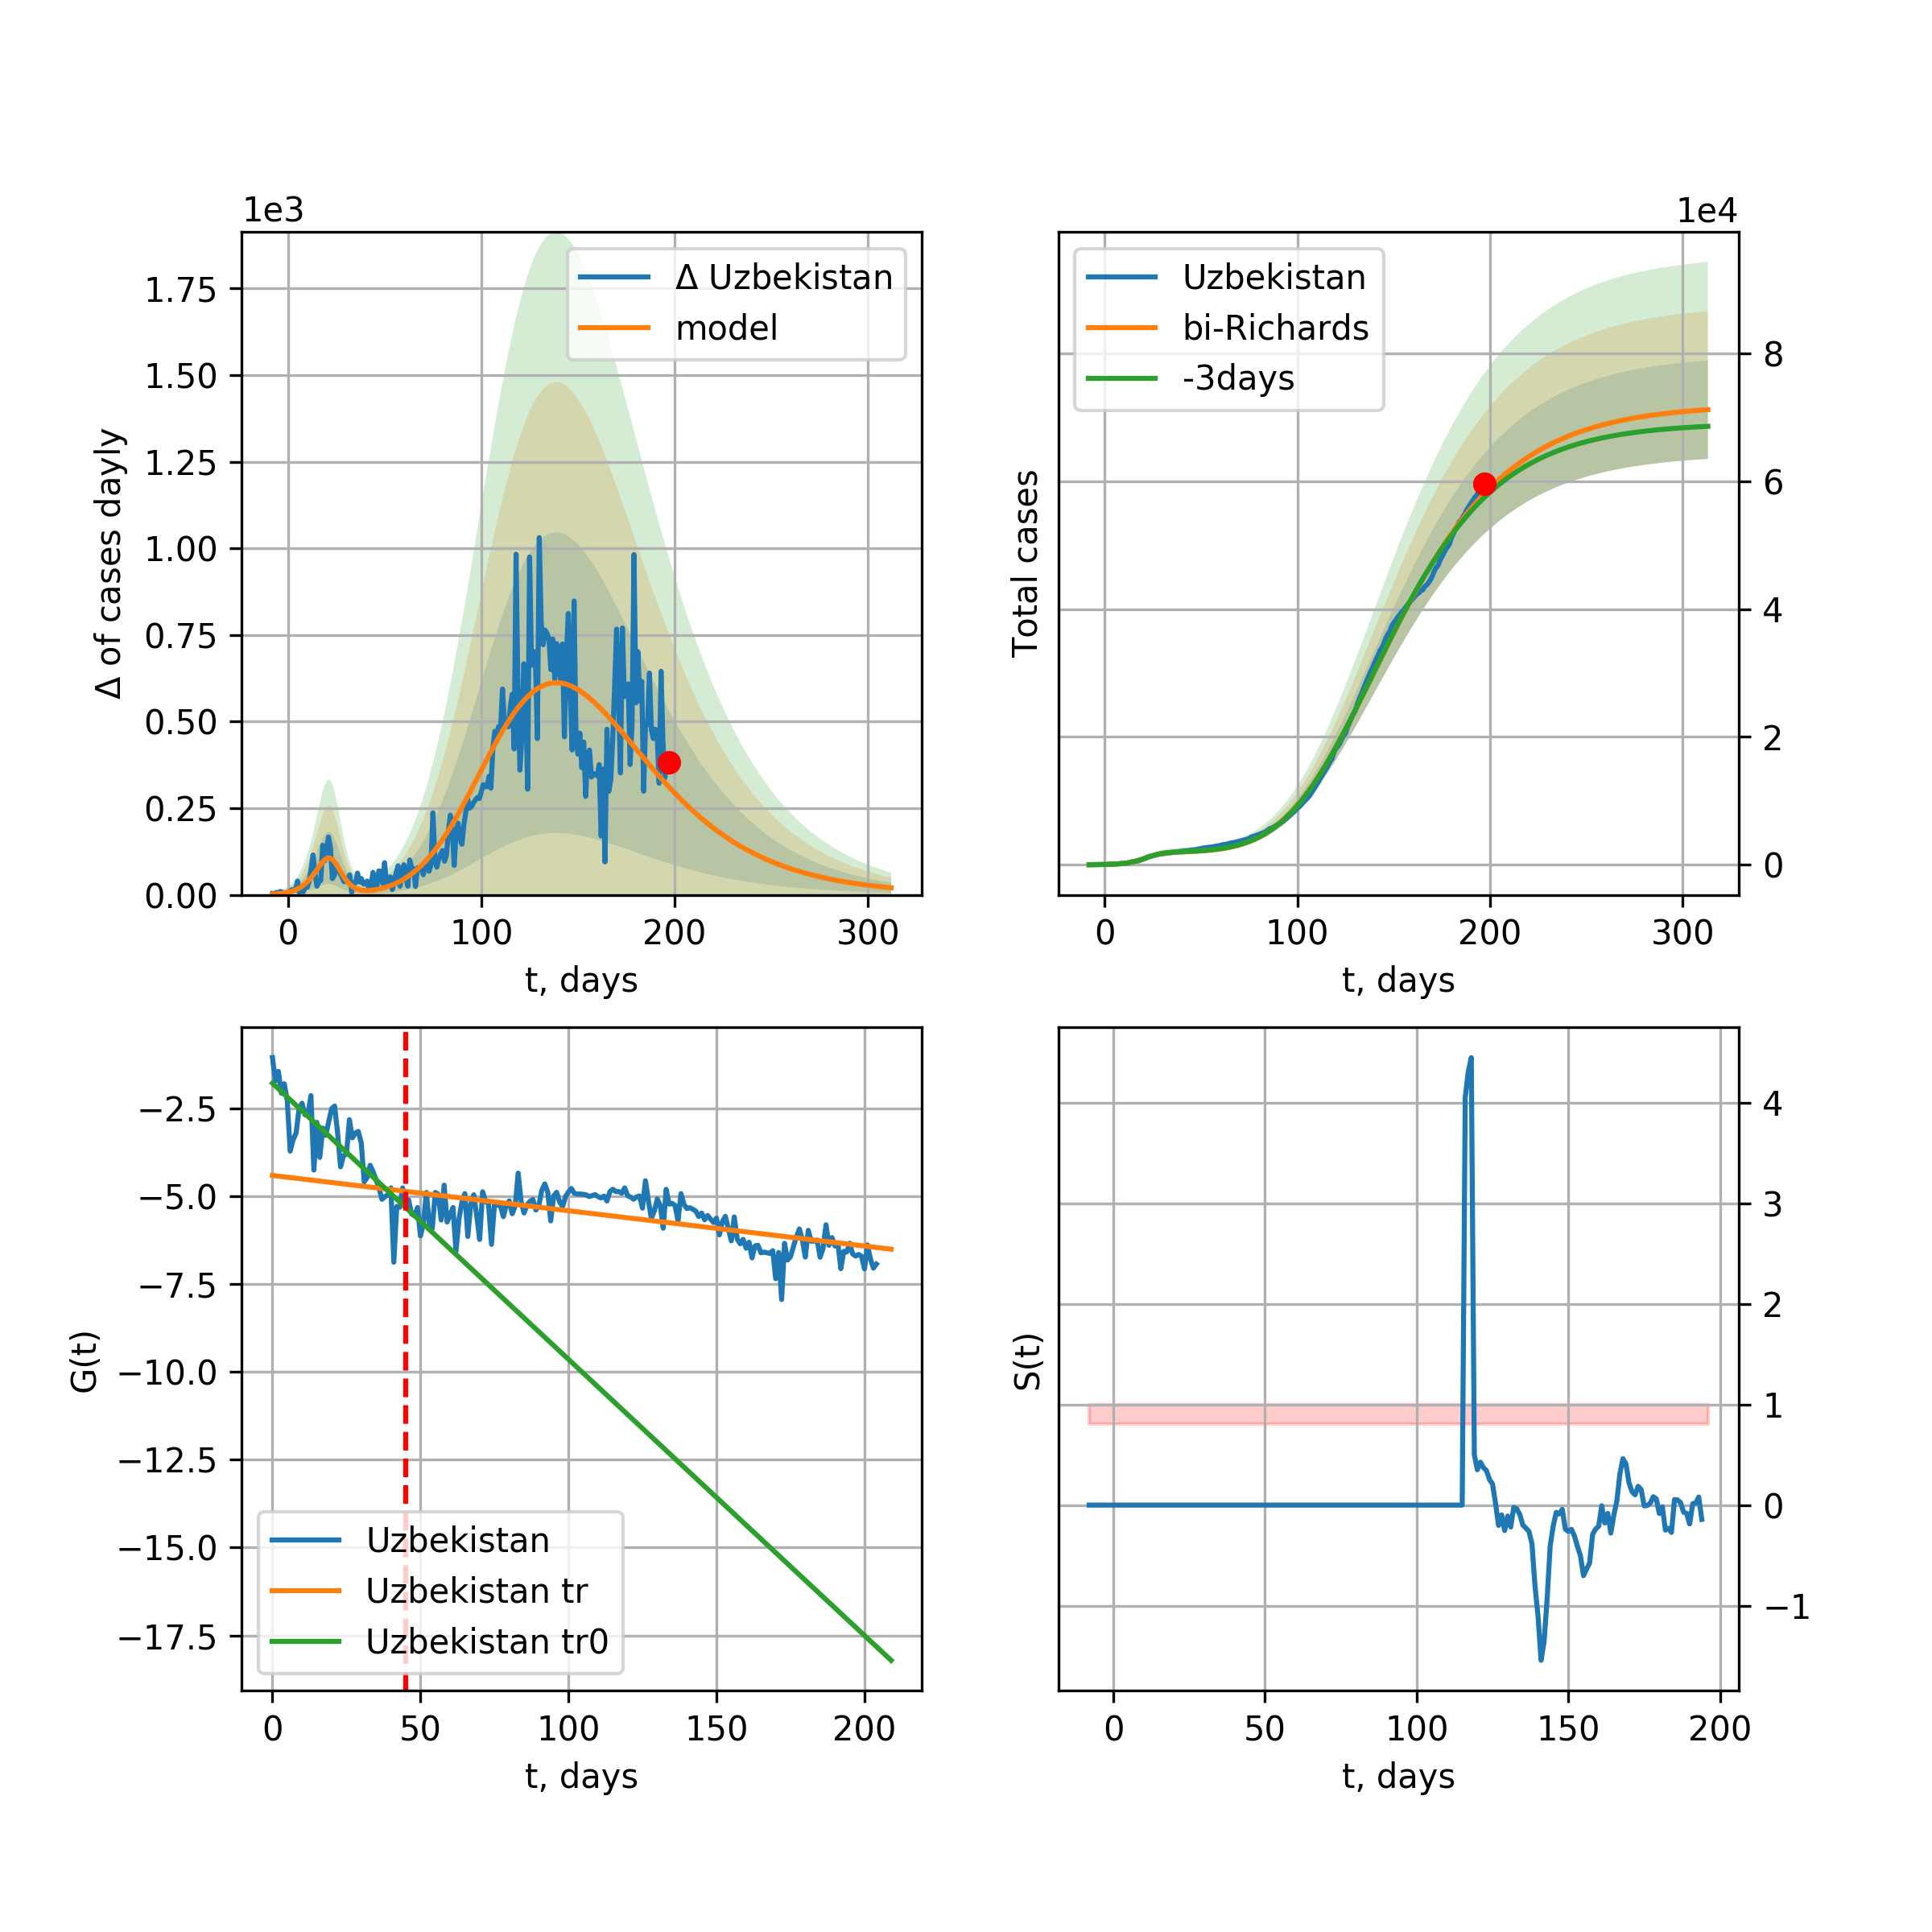 1e3
Δ of cases dayly
1.75
1.50
1.25
1.00
0.75
0.50
0.25
0.00
Δ Uzbekistan
model
0 100 200 300
t, days
1e4
Total cases
Uzbekistan
bi-Richards
-3days
8
6
4
2
0
0 100 200 300
t, days
G(t)
−2.5
−5.0
−7.5
−10.0
−12.5
−15.0
−17.5
Uzbekistan
Uzbekistan tr
Uzbekistan tr0
0 50 100 150 200
t, days
S(t)
4
3
2
1
0
−1
0 50 100 150 200
t, days